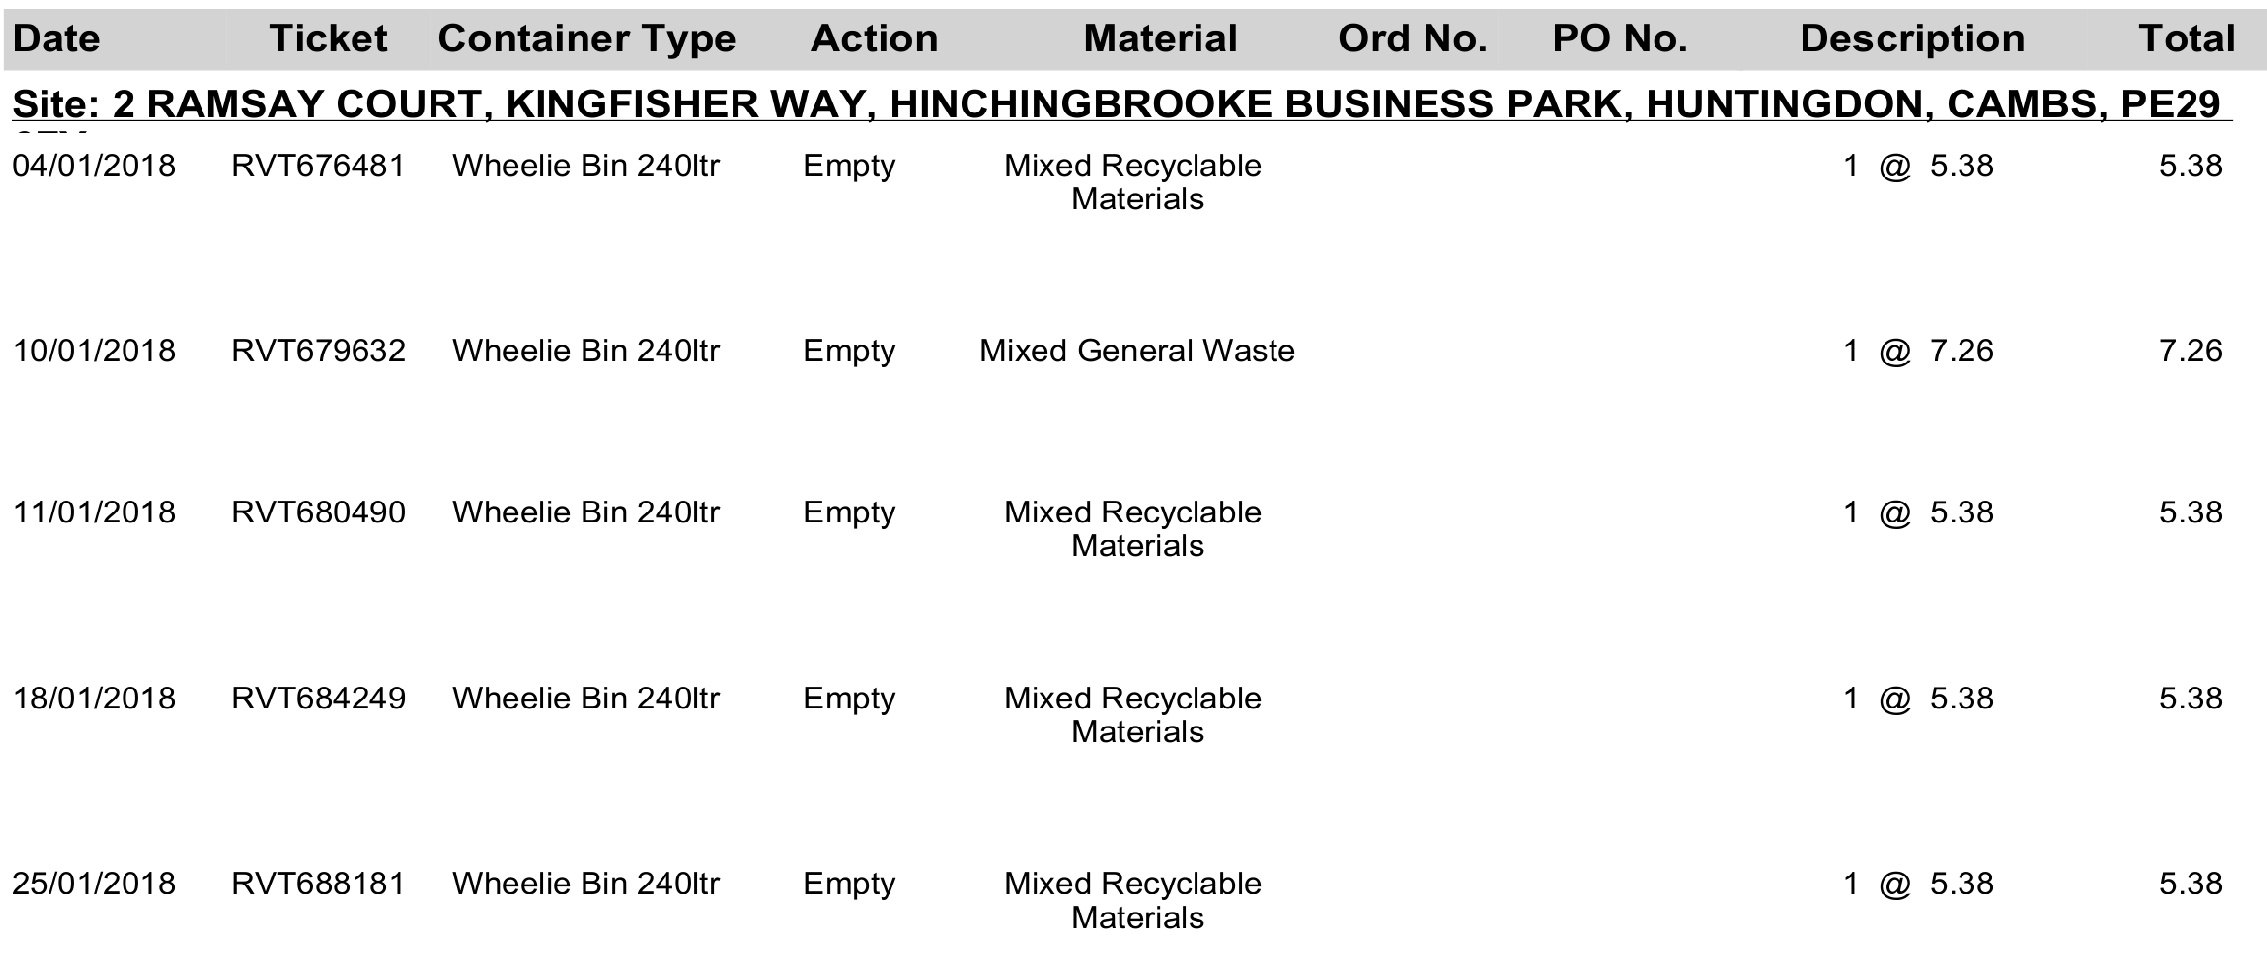 Date Ticket Container Type Action Material Ord No. PO No. Description Total
Site: 2 RAMSAY COURT, KINGFISHER WAY, HINCHINGBROOKE BUSINESS PARK, HUNTINGDON, CAMBS, PE29
04/01/2018 RVT676481 Wheelie Bin 240ltr Empty Mixed Recyclable 1 @ 5.38 5.38
Materials
10/01/2018 RVT679632 Wheelie Bin 240ltr Empty Mixed General Waste 1 @ 7.26 7.26
11/01/2018 RVT680490 Wheelie Bin 240ltr Empty Mixed Recyclable 1 @ 5.38 5.38
Materials
18/01/2018 RVT684249 Wheelie Bin 240ltr Empty Mixed Recyclable 1 @ 5.38 5.38
Materials
25/01/2018 RVT688181 Wheelie Bin 240ltr Empty Mixed Recyclable 1 @ 5.38 5.38
Materials